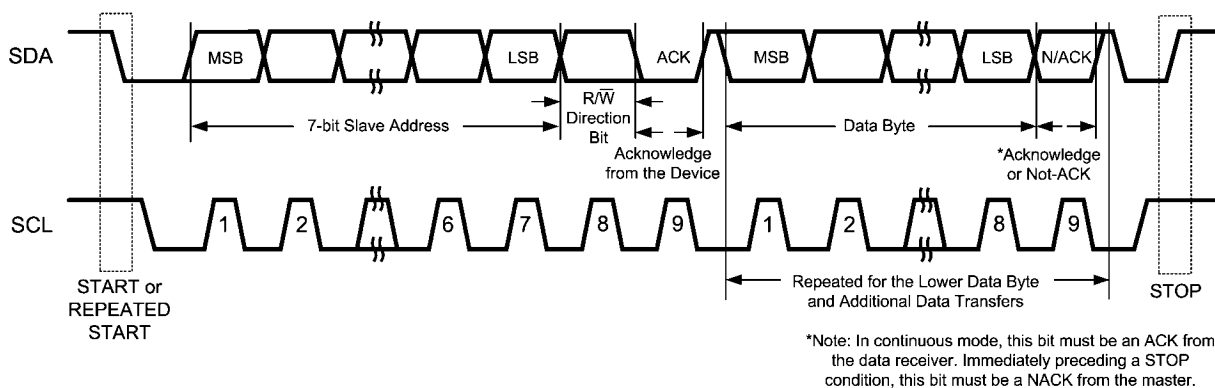 SDA
MSB
LSB
ACK
MSB
LSB
N/ACK
R/W̅
Direction
Bit
7-bit Slave Address
Data Byte
Acknowledge
from the Device
*Acknowledge
or Not-ACK
SCL
1
2
6
7
8
9
1
2
8
9
START or
REPEATED
START
Repeated for the Lower Data Byte
and Additional Data Transfers
STOP
*Note: In continuous mode, this bit must be an ACK from
the data receiver. Immediately preceding a STOP
condition, this bit must be a NACK from the master.